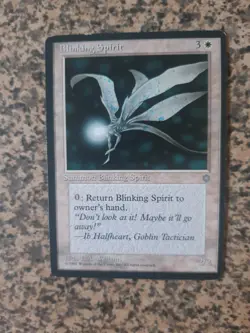 Blinking Spirit 3
Summon Blinking Spirit
0: Return Blinking Spirit to
owner's hand.
"Don't look at it! Maybe it'll go
away!"
—Ib Halfheart, Goblin Tactician